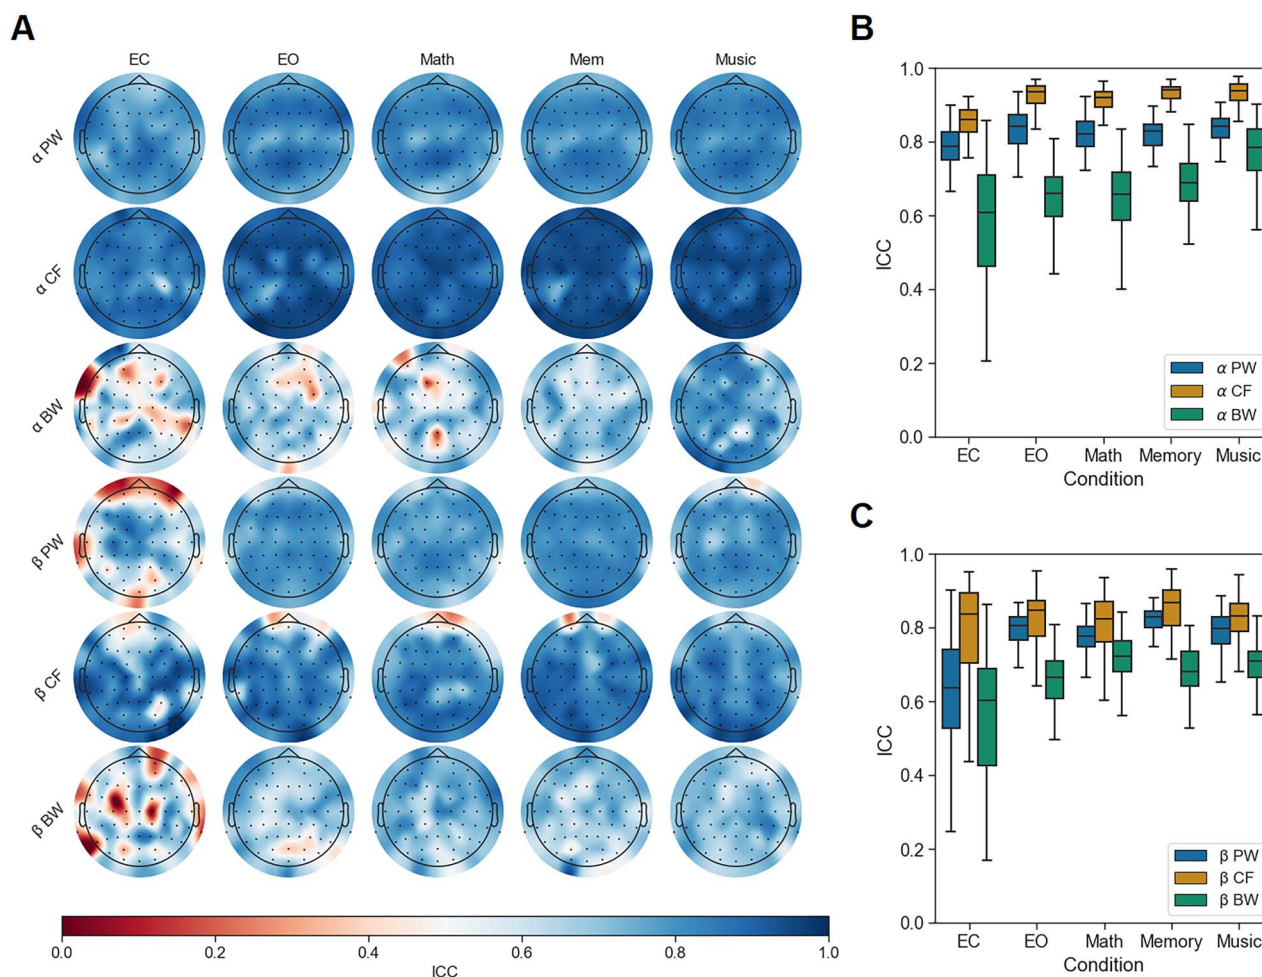 A
EC EO Math Mem Music
α PW
α CF
α BW
β PW
β CF
β BW
0.0 0.2 0.4 0.6 0.8 1.0
ICC
B
1.0
0.8
0.6
0.4
0.2
0.0
ICC
α PW
α CF
α BW
EC EO Math Memory Music
Condition
C
1.0
0.8
0.6
0.4
0.2
0.0
ICC
β PW
β CF
β BW
EC EO Math Memory Music
Condition